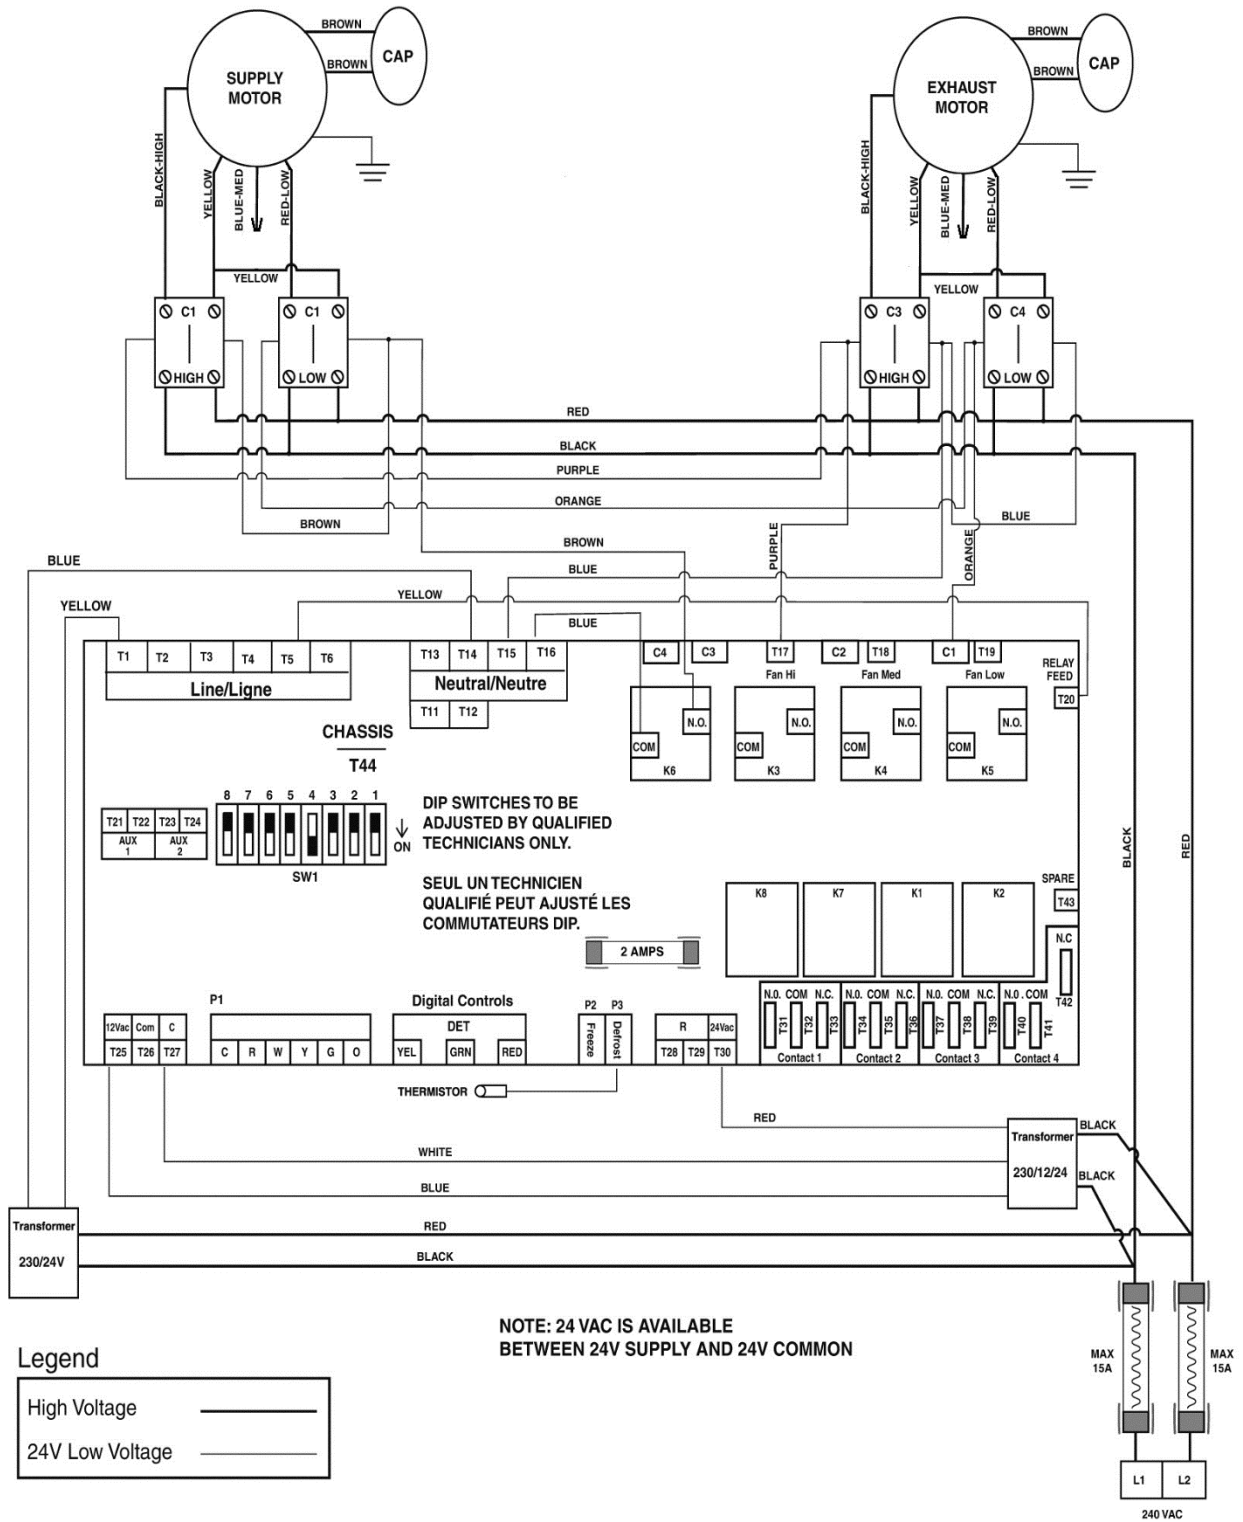 BROWN
CAP
BROWN
SUPPLY
MOTOR
BLACK-HIGH
YELLOW
BLUE-MED
RED-LOW
YELLOW
C1
HIGH
C1
LOW
BROWN
CAP
BROWN
EXHAUST
MOTOR
BLACK-HIGH
YELLOW
BLUE-MED
RED-LOW
YELLOW
C3
HIGH
C4
LOW
RED
BLACK
PURPLE
ORANGE
BROWN
BLUE
BROWN
PURPLE
ORANGE
BLUE
BLUE
YELLOW
YELLOW
BLUE
T1 T2 T3 T4 T5 T6
Line/Ligne
T13 T14 T15 T16
Neutral/Neutre
T11 T12
C4 C3 T17 C2 T18 C1 T19
Fan Hi Fan Med Fan Low
RELAY
FEED
T20
N.O. N.O. N.O. N.O.
COM COM COM COM
K6 K3 K4 K5
CHASSIS
T44
8 7 6 5 4 3 2 1
ON
SW1
T21 T22 T23 T24
AUX AUX
1 2
DIP SWITCHES TO BE
ADJUSTED BY QUALIFIED
TECHNICIANS ONLY.
SEUL UN TECHNICIEN
QUALIFIÉ PEUT AJUSTÉ LES
COMMUTATEURS DIP.
2 AMPS
BLACK
RED
K8 K7 K1 K2
SPARE
T43
N.C
T42
N.0. COM N.C. N.0. COM N.C. N.0. COM N.C. N.0. COM
T31 T32 T33 T34 T35 T36 T37 T38 T39 T40 T41
Contact 1 Contact 2 Contact 3 Contact 4
P1
Digital Controls
P2 P3
12Vac Com C
T25 T26 T27
C R W Y G O
DET
YEL GRN RED
Freeze
Defrost
R 24Vac
T28 T29 T30
THERMISTOR
RED
WHITE
BLUE
Transformer
230/12/24
BLACK
BLACK
Transformer
230/24V
RED
BLACK
NOTE: 24 VAC IS AVAILABLE
BETWEEN 24V SUPPLY AND 24V COMMON
Legend
High Voltage
24V Low Voltage
MAX
15A
MAX
15A
L1 L2
240 VAC